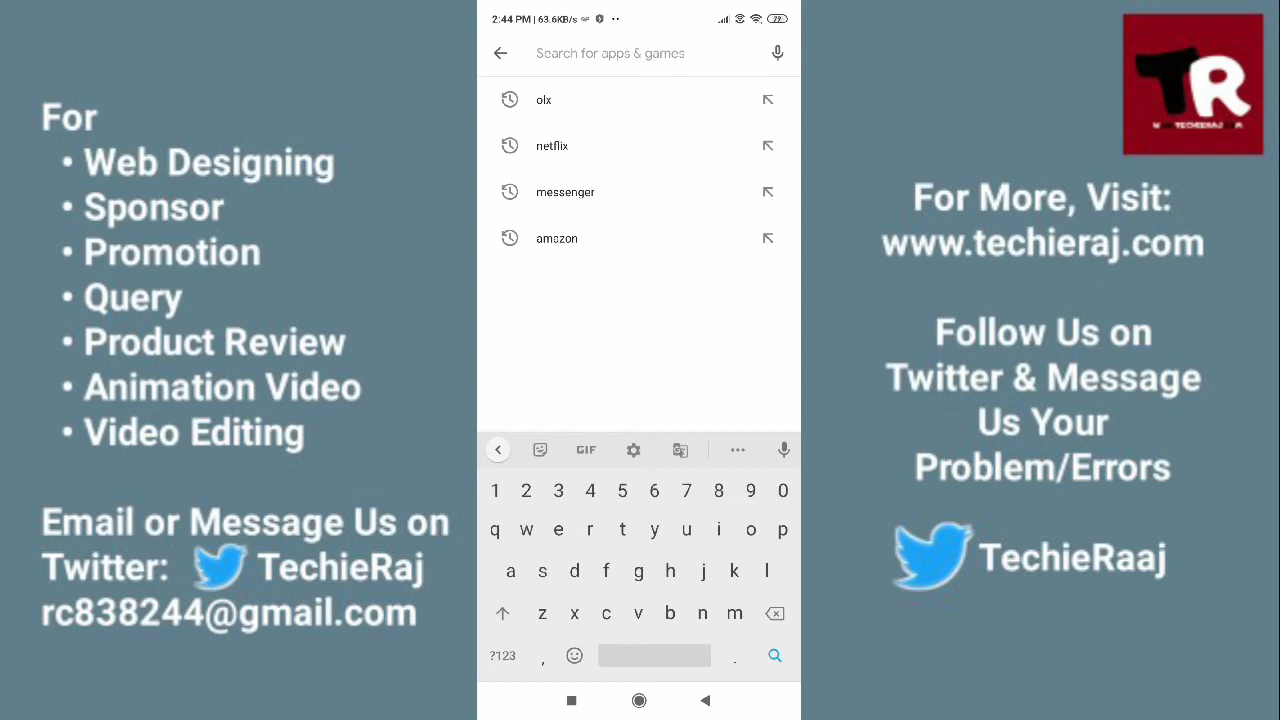 For
• Web Designing
• Sponsor
• Promotion
• Query
• Product Review
• Animation Video
• Video Editing
Email or Message Us on
Twitter: TechieRaj
rc838244@gmail.com
2:44 PM | 63.6KB/s
79
Search for apps & games
olx
netflix
messenger
amazon
GIF
1 2 3 4 5 6 7 8 9 0
q w e r t y u i o p
a s d f g h j k l
z x c v b n m
?123 , .
TR
For More, Visit:
www.techieraj.com
Follow Us on
Twitter & Message
Us Your
Problem/Errors
TechieRaaj